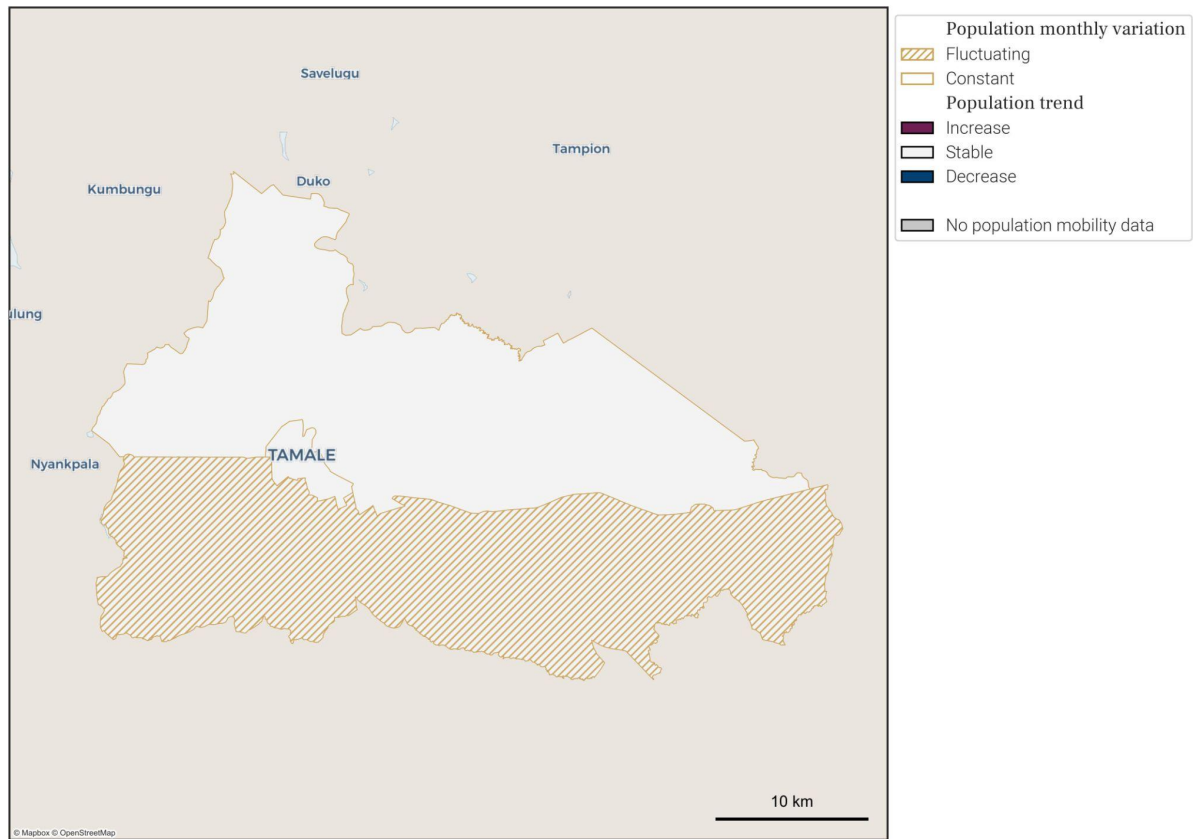 Savelugu
Tampion
Duko
Kumbungu
TAMALE
Nyankpala
10 km
© Mapbox © OpenStreetMap
Population monthly variation
Fluctuating
Constant
Population trend
Increase
Stable
Decrease
No population mobility data